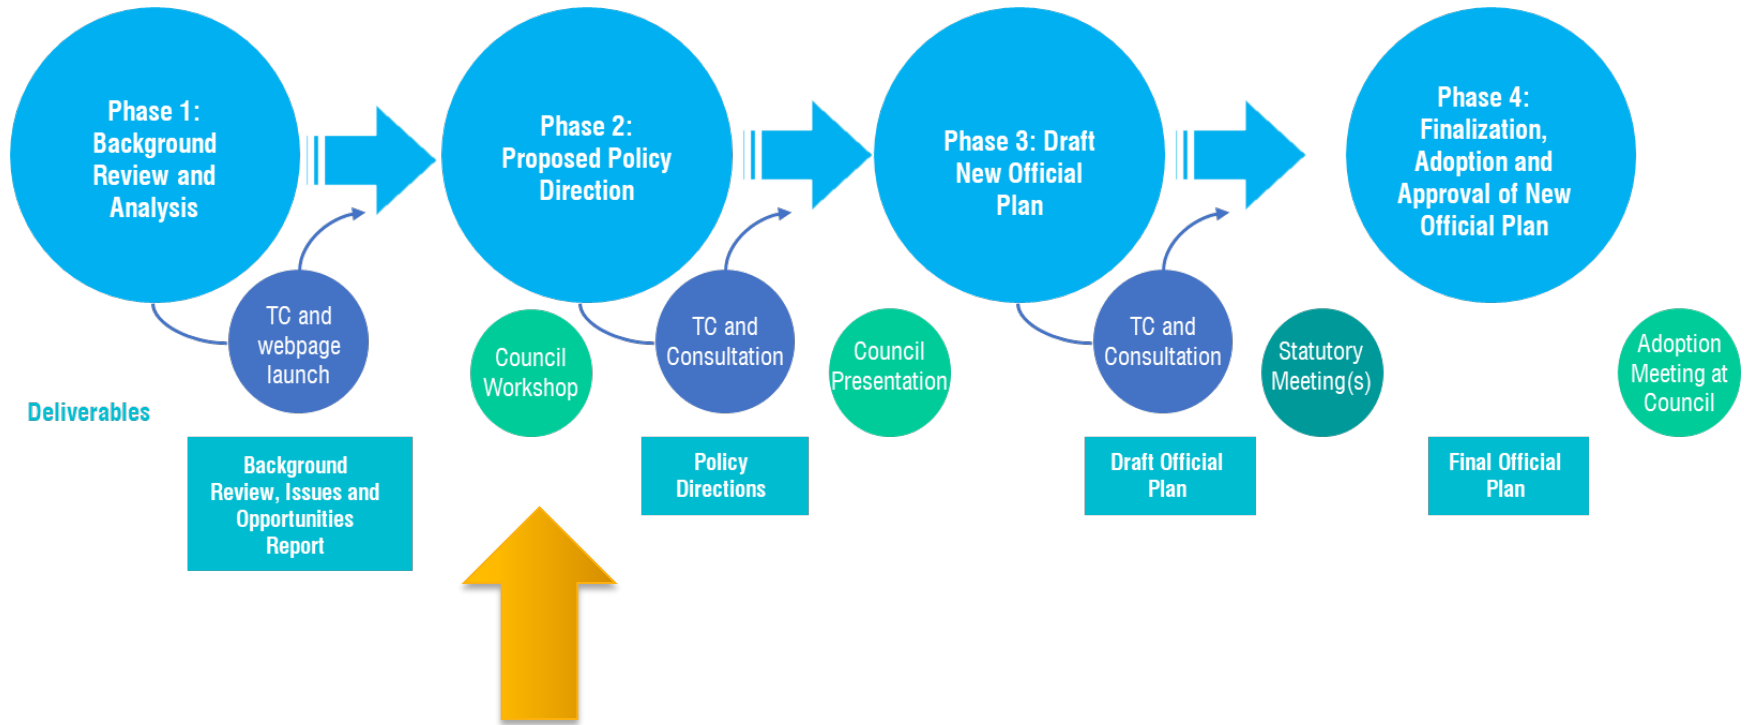 Phase 1:
Background
Review and
Analysis
Phase 2:
Proposed Policy
Direction
Phase 3: Draft
New Official
Plan
Phase 4:
Finalization,
Adoption and
Approval of New
Official Plan
TC and
webpage
launch
Council
Workshop
TC and
Consultation
Council
Presentation
TC and
Consultation
Statutory
Meeting(s)
Adoption
Meeting at
Council
Deliverables
Background
Review, Issues and
Opportunities
Report
Policy
Directions
Draft Official
Plan
Final Official
Plan